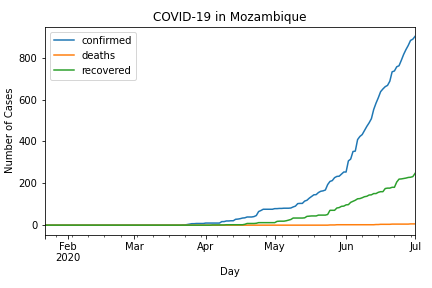 COVID-19 in Mozambique
confirmed
deaths
recovered
Number of Cases
800
600
400
200
0
Feb Mar Apr May Jun Jul
2020
Day